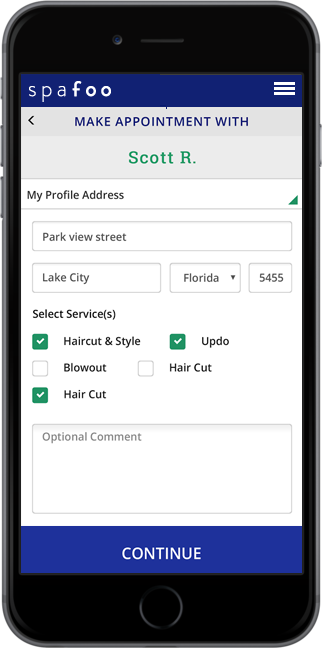 spafoo
MAKE APPOINTMENT WITH
Scott R.
My Profile Address
Park view street
Lake City Florida 5455
Select Service(s)
Haircut & Style Updo
Blowout Hair Cut
Hair Cut
Optional Comment
CONTINUE